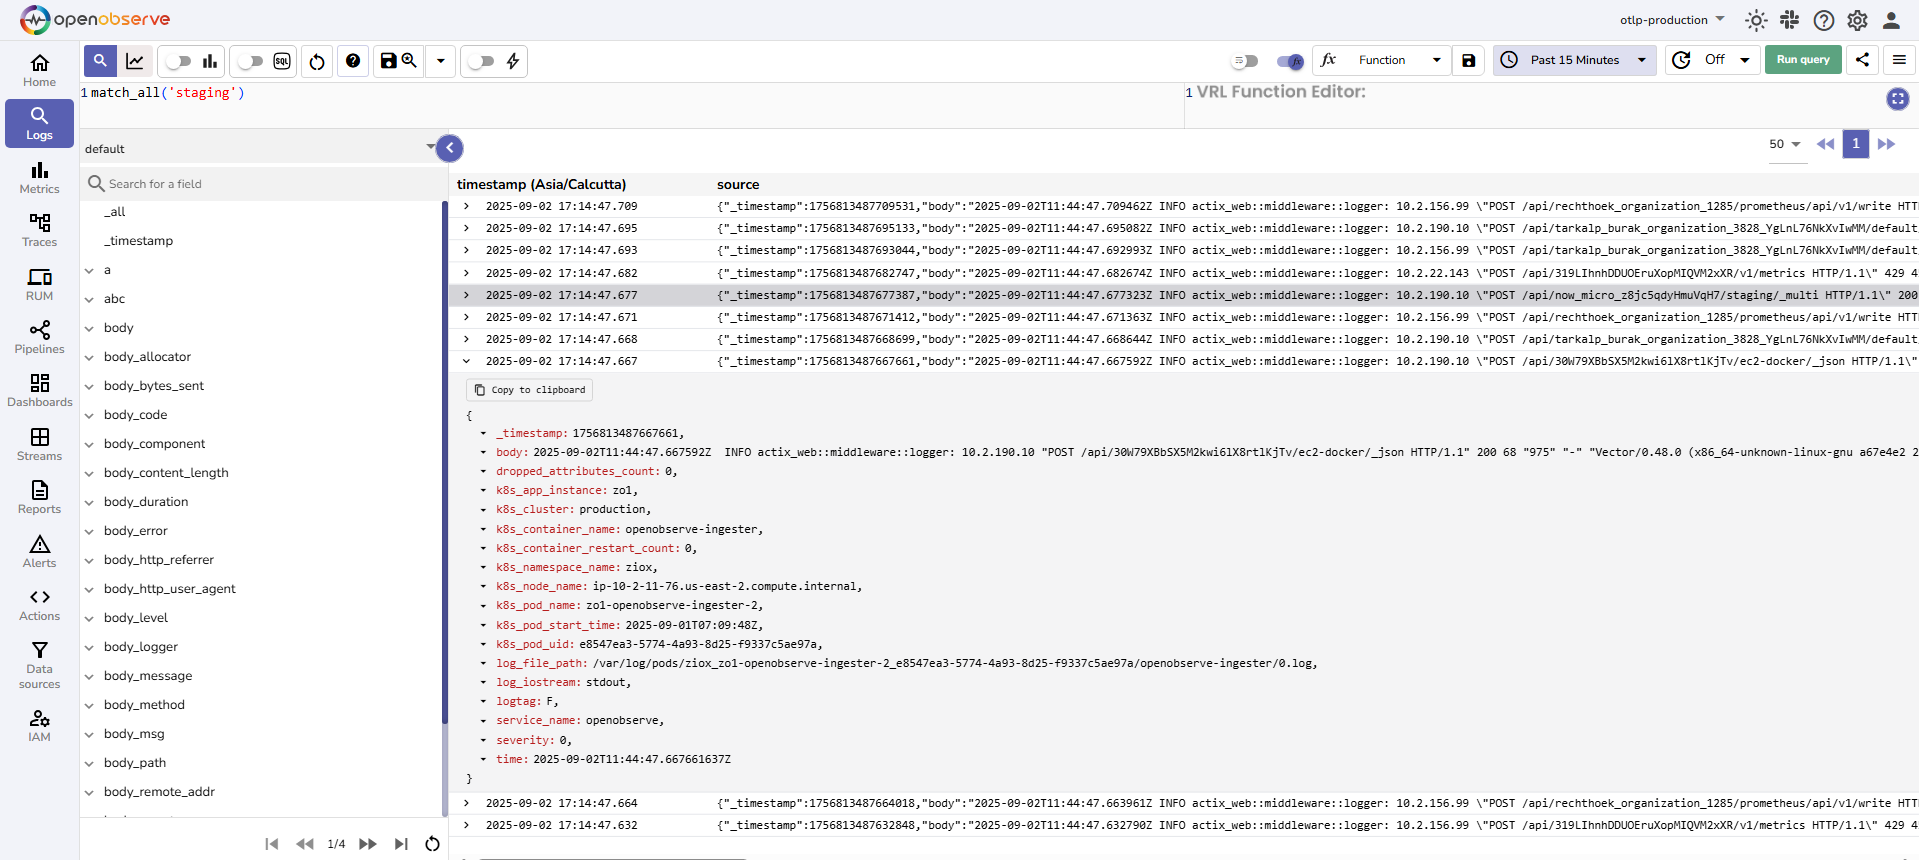 openobserve
otlp-production
Home
Logs
Metrics
Traces
RUM
Pipelines
Dashboards
Streams
Reports
Alerts
Actions
Data
sources
IAM
SQL
fx
fx Function
Past 15 Minutes
Off
Run query
1 match_all('staging')
1 VRL Function Editor:
default
Search for a field
_all
_timestamp
a
abc
body
body_allocator
body_bytes_sent
body_code
body_component
body_content_length
body_duration
body_error
body_http_referrer
body_http_user_agent
body_level
body_logger
body_message
body_method
body_msg
body_path
body_remote_addr
1/4
50
1
timestamp (Asia/Calcutta) source
2025-09-02 17:14:47.709 {"_timestamp":1756813487709531,"body":"2025-09-02T11:44:47.709462Z INFO actix_web::middleware::logger: 10.2.156.99 \"POST /api/rechthoek_organization_1285/prometheus/api/v1/write HTT
2025-09-02 17:14:47.695 {"_timestamp":1756813487695133,"body":"2025-09-02T11:44:47.695082Z INFO actix_web::middleware::logger: 10.2.190.10 \"POST /api/tarkalp_burak_organization_3828_YgLnL76NkXvIwMM/default,
2025-09-02 17:14:47.693 {"_timestamp":1756813487693044,"body":"2025-09-02T11:44:47.692993Z INFO actix_web::middleware::logger: 10.2.156.99 \"POST /api/tarkalp_burak_organization_3828_YgLnL76NkXvIwMM/default,
2025-09-02 17:14:47.682 {"_timestamp":1756813487682747,"body":"2025-09-02T11:44:47.682674Z INFO actix_web::middleware::logger: 10.2.22.143 \"POST /api/319LIhnhDDUOEruXopMIQVM2xXR/v1/metrics HTTP/1.1\" 429 4
2025-09-02 17:14:47.677 {"_timestamp":1756813487677387,"body":"2025-09-02T11:44:47.677323Z INFO actix_web::middleware::logger: 10.2.190.10 \"POST /api/now_micro_z8jc5qdyHmuVqH7/staging/_multi HTTP/1.1\" 200
2025-09-02 17:14:47.671 {"_timestamp":1756813487671412,"body":"2025-09-02T11:44:47.671363Z INFO actix_web::middleware::logger: 10.2.156.99 \"POST /api/rechthoek_organization_1285/prometheus/api/v1/write HTT
2025-09-02 17:14:47.668 {"_timestamp":1756813487668699,"body":"2025-09-02T11:44:47.668644Z INFO actix_web::middleware::logger: 10.2.190.10 \"POST /api/tarkalp_burak_organization_3828_YgLnL76NkXvIwMM/default,
2025-09-02 17:14:47.667 {"_timestamp":1756813487667661,"body":"2025-09-02T11:44:47.667592Z INFO actix_web::middleware::logger: 10.2.190.10 \"POST /api/30W79XBbSX5M2kwi6lX8rtlKjTv/ec2-docker/_json HTTP/1.1\"
Copy to clipboard
{
_timestamp: 1756813487667661,
body: 2025-09-02T11:44:47.667592Z  INFO actix_web::middleware::logger: 10.2.190.10 "POST /api/30W79XBbSX5M2kwi6lX8rtlKjTv/ec2-docker/_json HTTP/1.1" 200 68 "975" "-" "Vector/0.48.0 (x86_64-unknown-linux-gnu a67e4e2 2
dropped_attributes_count: 0,
k8s_app_instance: zo1,
k8s_cluster: production,
k8s_container_name: openobserve-ingester,
k8s_container_restart_count: 0,
k8s_namespace_name: ziox,
k8s_node_name: ip-10-2-11-76.us-east-2.compute.internal,
k8s_pod_name: zo1-openobserve-ingester-2,
k8s_pod_start_time: 2025-09-01T07:09:48Z,
k8s_pod_uid: e8547ea3-5774-4a93-8d25-f9337c5ae97a,
log_file_path: /var/log/pods/ziox_zo1-openobserve-ingester-2_e8547ea3-5774-4a93-8d25-f9337c5ae97a/openobserve-ingester/0.log,
log_iostream: stdout,
logtag: F,
service_name: openobserve,
severity: 0,
time: 2025-09-02T11:44:47.667661637Z
}
2025-09-02 17:14:47.664 {"_timestamp":1756813487664018,"body":"2025-09-02T11:44:47.663961Z INFO actix_web::middleware::logger: 10.2.156.99 \"POST /api/rechthoek_organization_1285/prometheus/api/v1/write HTT
2025-09-02 17:14:47.632 {"_timestamp":1756813487632848,"body":"2025-09-02T11:44:47.632790Z INFO actix_web::middleware::logger: 10.2.156.99 \"POST /api/319LIhnhDDUOEruXopMIQVM2xXR/v1/metrics HTTP/1.1\" 429 4